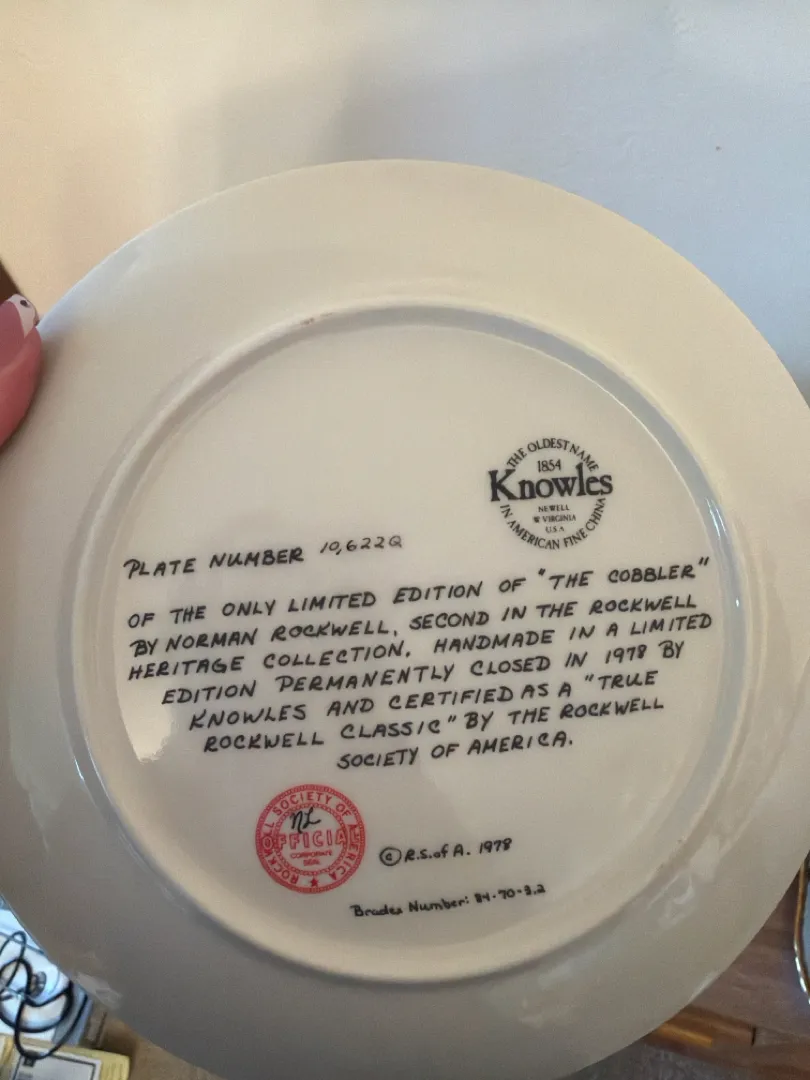 THE OLDEST NAME
1854
Knowles
NEWELL
W VIRGINIA
U.S.A
IN AMERICAN FINE CHINA
PLATE NUMBER 10,622Q
OF THE ONLY LIMITED EDITION OF "THE COBBLER"
BY NORMAN ROCKWELL, SECOND IN THE ROCKWELL
HERITAGE COLLECTION. HANDMADE IN A LIMITED
EDITION PERMANENTLY CLOSED IN 1978 BY
KNOWLES AND CERTIFIED AS A "TRUE
ROCKWELL CLASSIC" BY THE ROCKWELL
SOCIETY OF AMERICA.
ROCKWELL SOCIETY OF AMERICA
NL
OFFICIAL
CORPORATE
SEAL
© R.S.of A. 1978
Bradex Number: 84-70-3.2